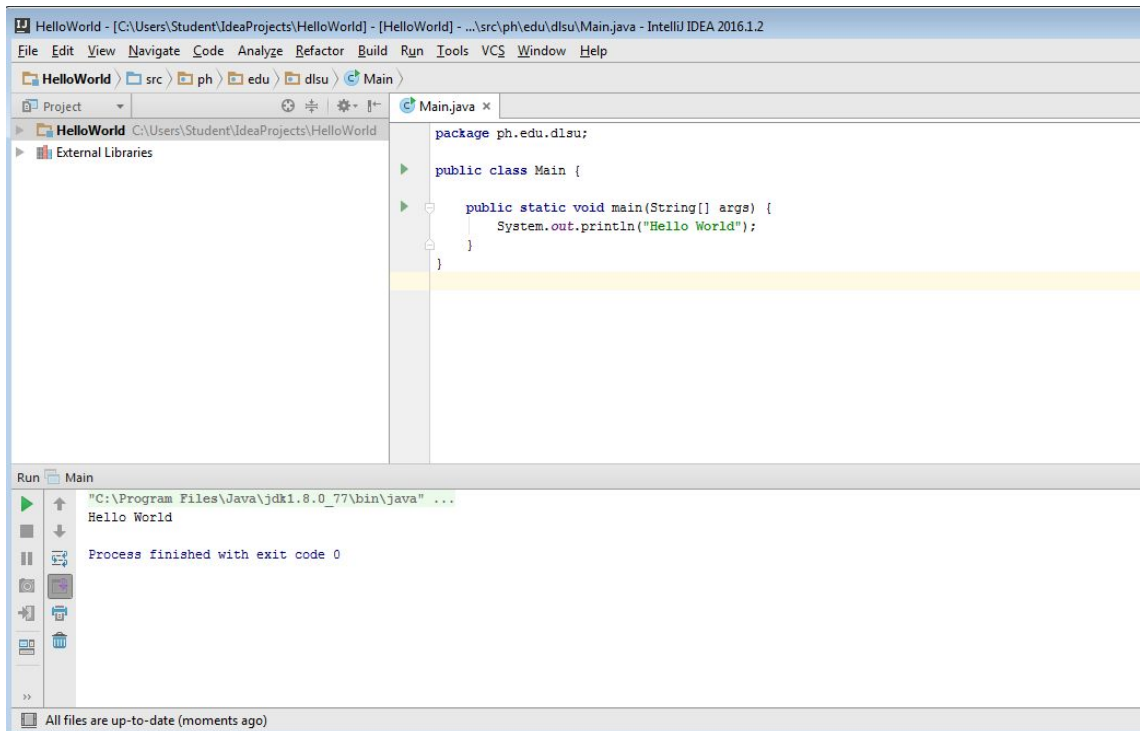 HelloWorld - [C:\Users\Student\IdeaProjects\HelloWorld] - [HelloWorld] - ...\src\ph\edu\dlsu\Main.java - IntelliJ IDEA 2016.1.2
File Edit View Navigate Code Analyze Refactor Build Run Tools VCS Window Help
HelloWorld src ph edu dlsu Main
Project
Main.java
HelloWorld C:\Users\Student\IdeaProjects\HelloWorld
External Libraries
package ph.edu.dlsu;
public class Main {
public static void main(String[] args) {
System.out.println("Hello World");
}
}
Run Main
"C:\Program Files\Java\jdk1.8.0_77\bin\java" ...
Hello World
Process finished with exit code 0
All files are up-to-date (moments ago)